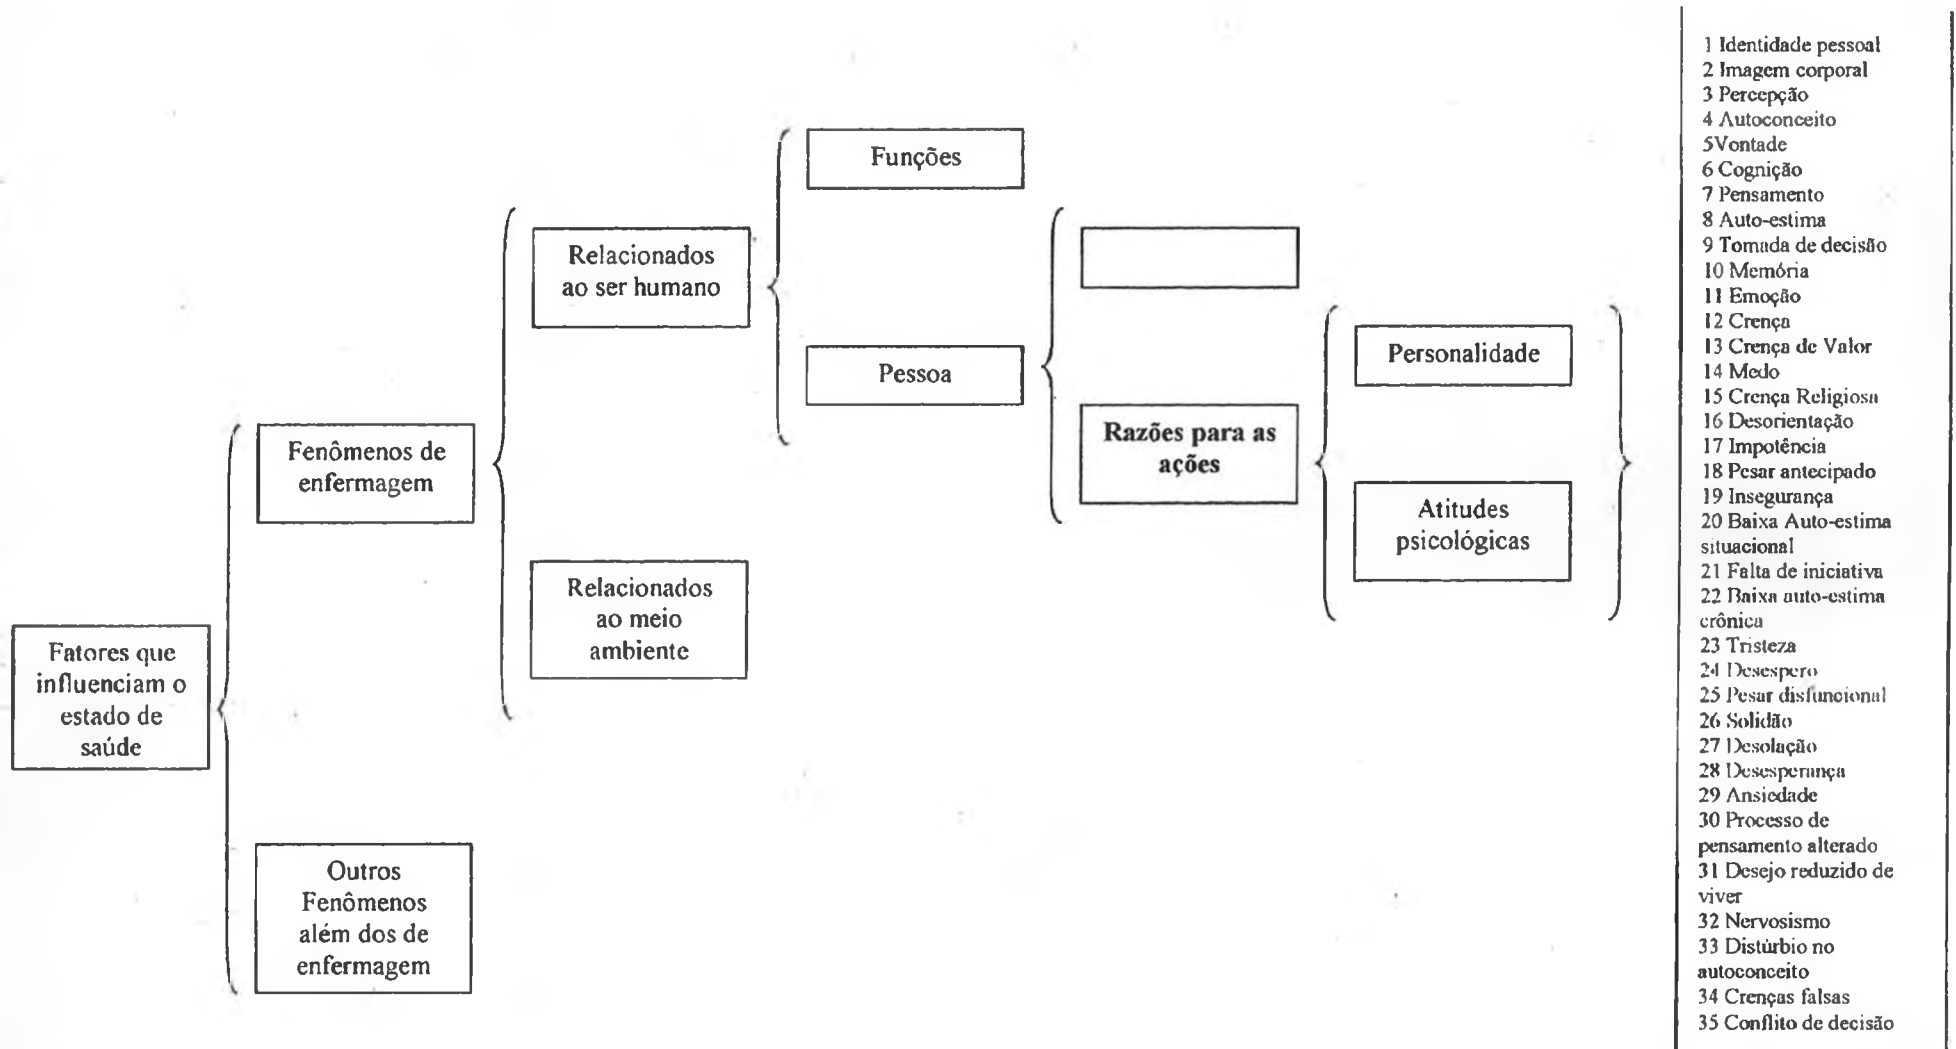 Fatores que
influenciam o
estado de
saúde
Fenômenos de
enfermagem
Outros
Fenômenos
além dos de
enfermagem
Relacionados
ao ser humano
Relacionados
ao meio
ambiente
Funções
Pessoa
Razões para as
ações
Personalidade
Atitudes
psicológicas
1 Identidade pessoal
2 Imagem corporal
3 Percepção
4 Autoconceito
5Vontade
6 Cognição
7 Pensamento
8 Auto-estima
9 Tomada de decisão
10 Memória
11 Emoção
12 Crença
13 Crença de Valor
14 Medo
15 Crença Religiosa
16 Desorientação
17 Impotência
18 Pesar antecipado
19 Insegurança
20 Baixa Auto-estima
situacional
21 Falta de iniciativa
22 Baixa auto-estima
crônica
23 Tristeza
24 Desespero
25 Pesar disfuncional
26 Solidão
27 Desolação
28 Desesperança
29 Ansiedade
30 Processo de
pensamento alterado
31 Desejo reduzido de
viver
32 Nervosismo
33 Distúrbio no
autoconceito
34 Crenças falsas
35 Conflito de decisão